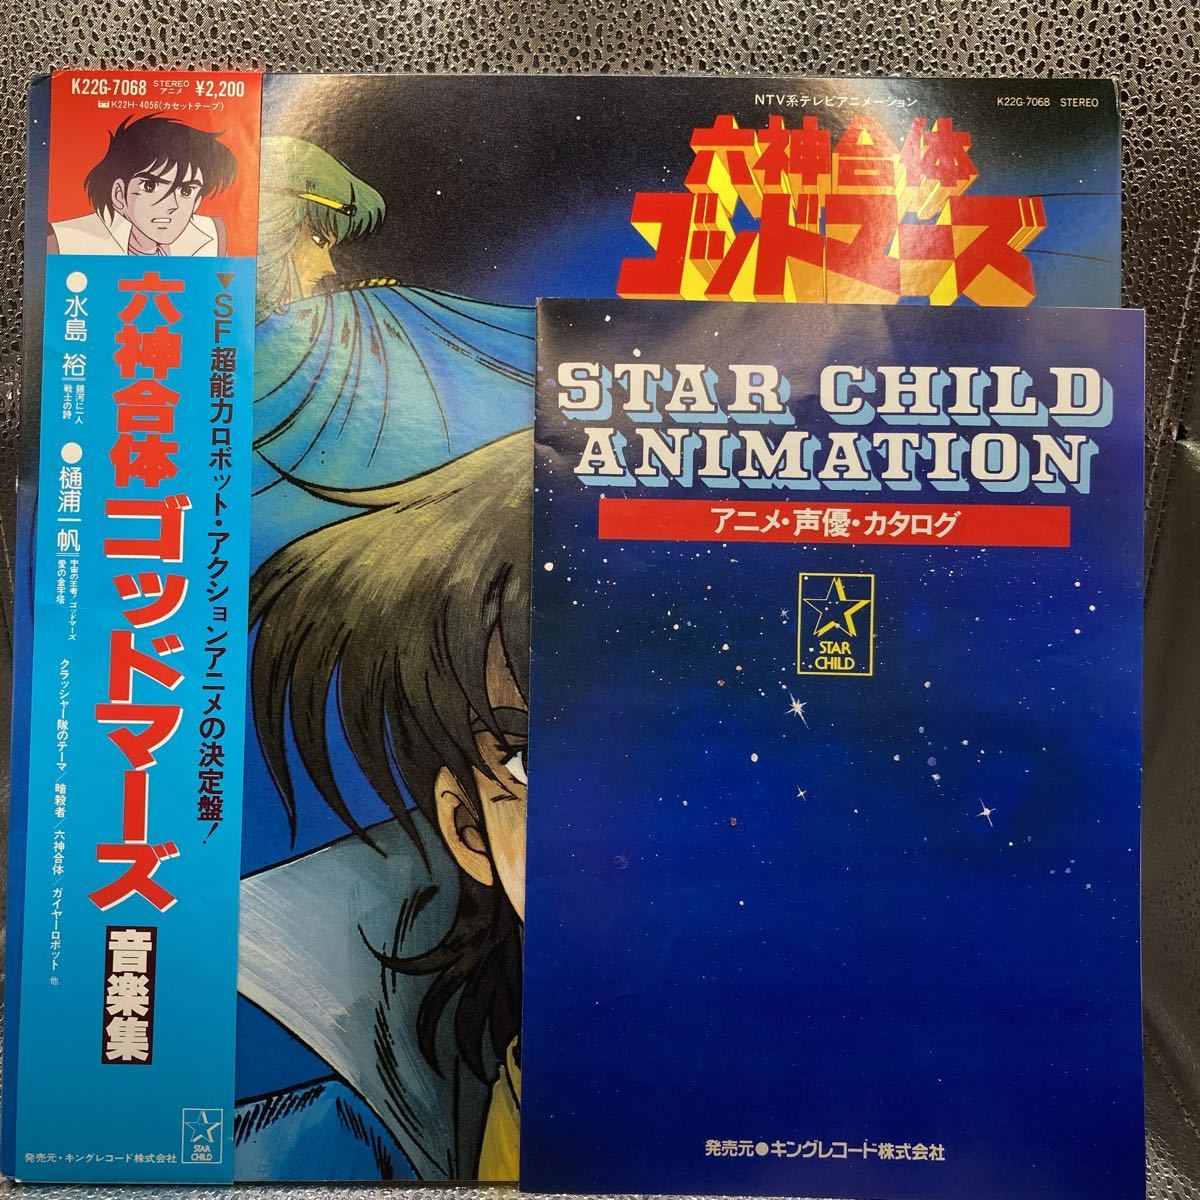 K22G-7068 STEREO アニメ ¥2,200
K22H-4056(カセットテープ)
▼SF超能力ロボット・アクションアニメの決定盤!
六神合体ゴッドマーズ 音楽集
●水島 裕
銀河に一人
戦士の詩
●樋浦一帆
宇宙の王者!ゴッドマーズ
愛の金字塔
クラッシャー隊のテーマ/暗殺者/六神合体/ガイヤーロボット 他
STAR
CHILD
発売元・キングレコード株式会社
NTV系テレビアニメーション
K22G-7068 STEREO
六神合体
ゴッドマーズ
STAR CHILD
ANIMATION
アニメ・声優・カタログ
STAR
CHILD
発売元●キングレコード株式会社